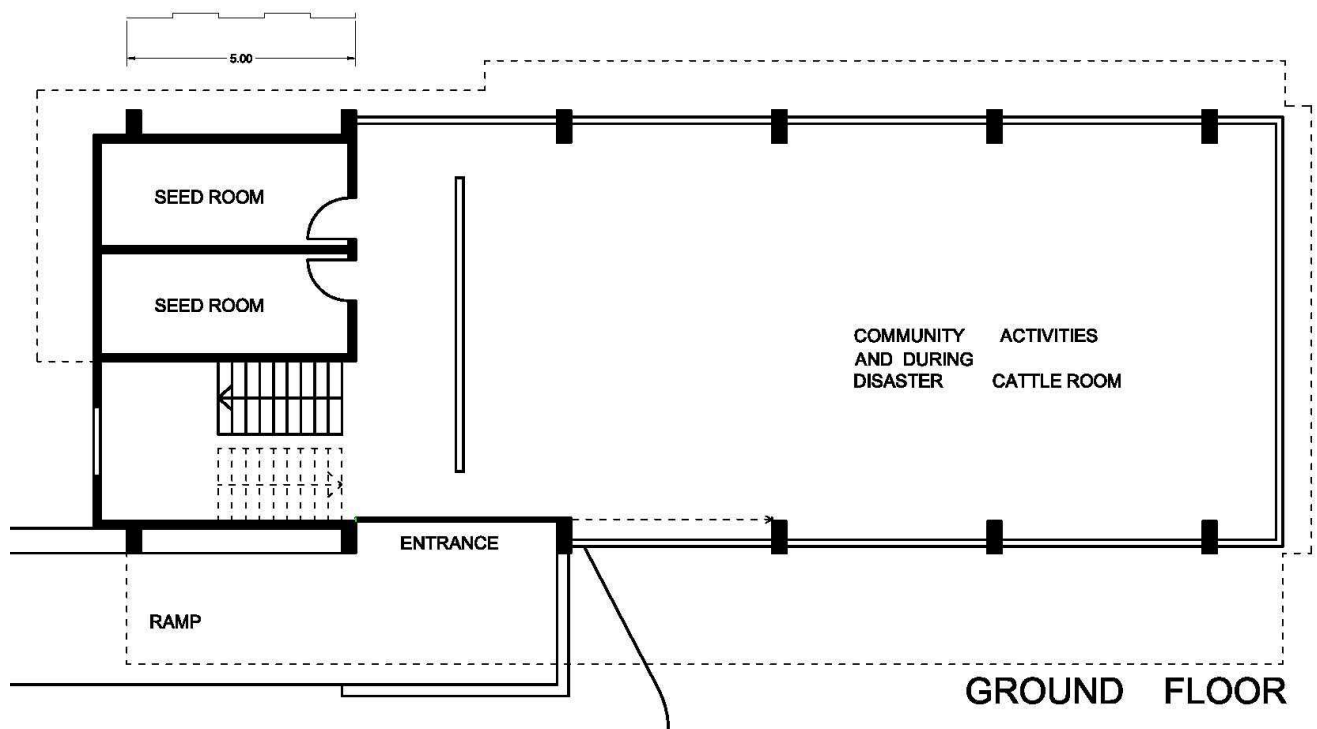 5.00
SEED ROOM
SEED ROOM
COMMUNITY ACTIVITIES
AND DURING
DISASTER CATTLE ROOM
ENTRANCE
RAMP
GROUND FLOOR